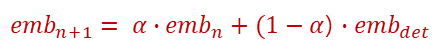 emb_{n+1} = α · emb_n + (1 − α) · emb_{det}